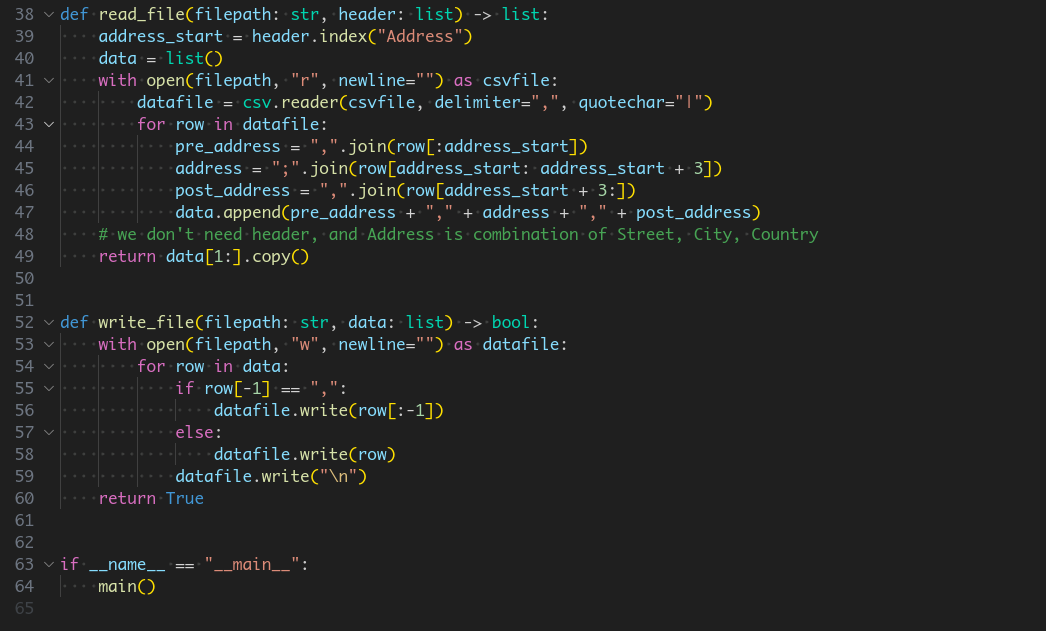 38 def read_file(filepath: str, header: list) -> list:
39     address_start = header.index("Address")
40     data = list()
41     with open(filepath, "r", newline="") as csvfile:
42         datafile = csv.reader(csvfile, delimiter=",", quotechar="|")
43         for row in datafile:
44             pre_address = ",".join(row[:address_start])
45             address = ";".join(row[address_start: address_start + 3])
46             post_address = ",".join(row[address_start + 3:])
47             data.append(pre_address + "," + address + "," + post_address)
48     # we don't need header, and Address is combination of Street, City, Country
49     return data[1:].copy()
50
51
52 def write_file(filepath: str, data: list) -> bool:
53     with open(filepath, "w", newline="") as datafile:
54         for row in data:
55             if row[-1] == ",":
56                 datafile.write(row[:-1])
57             else:
58                 datafile.write(row)
59             datafile.write("\n")
60     return True
61
62
63 if __name__ == "__main__":
64     main()
65